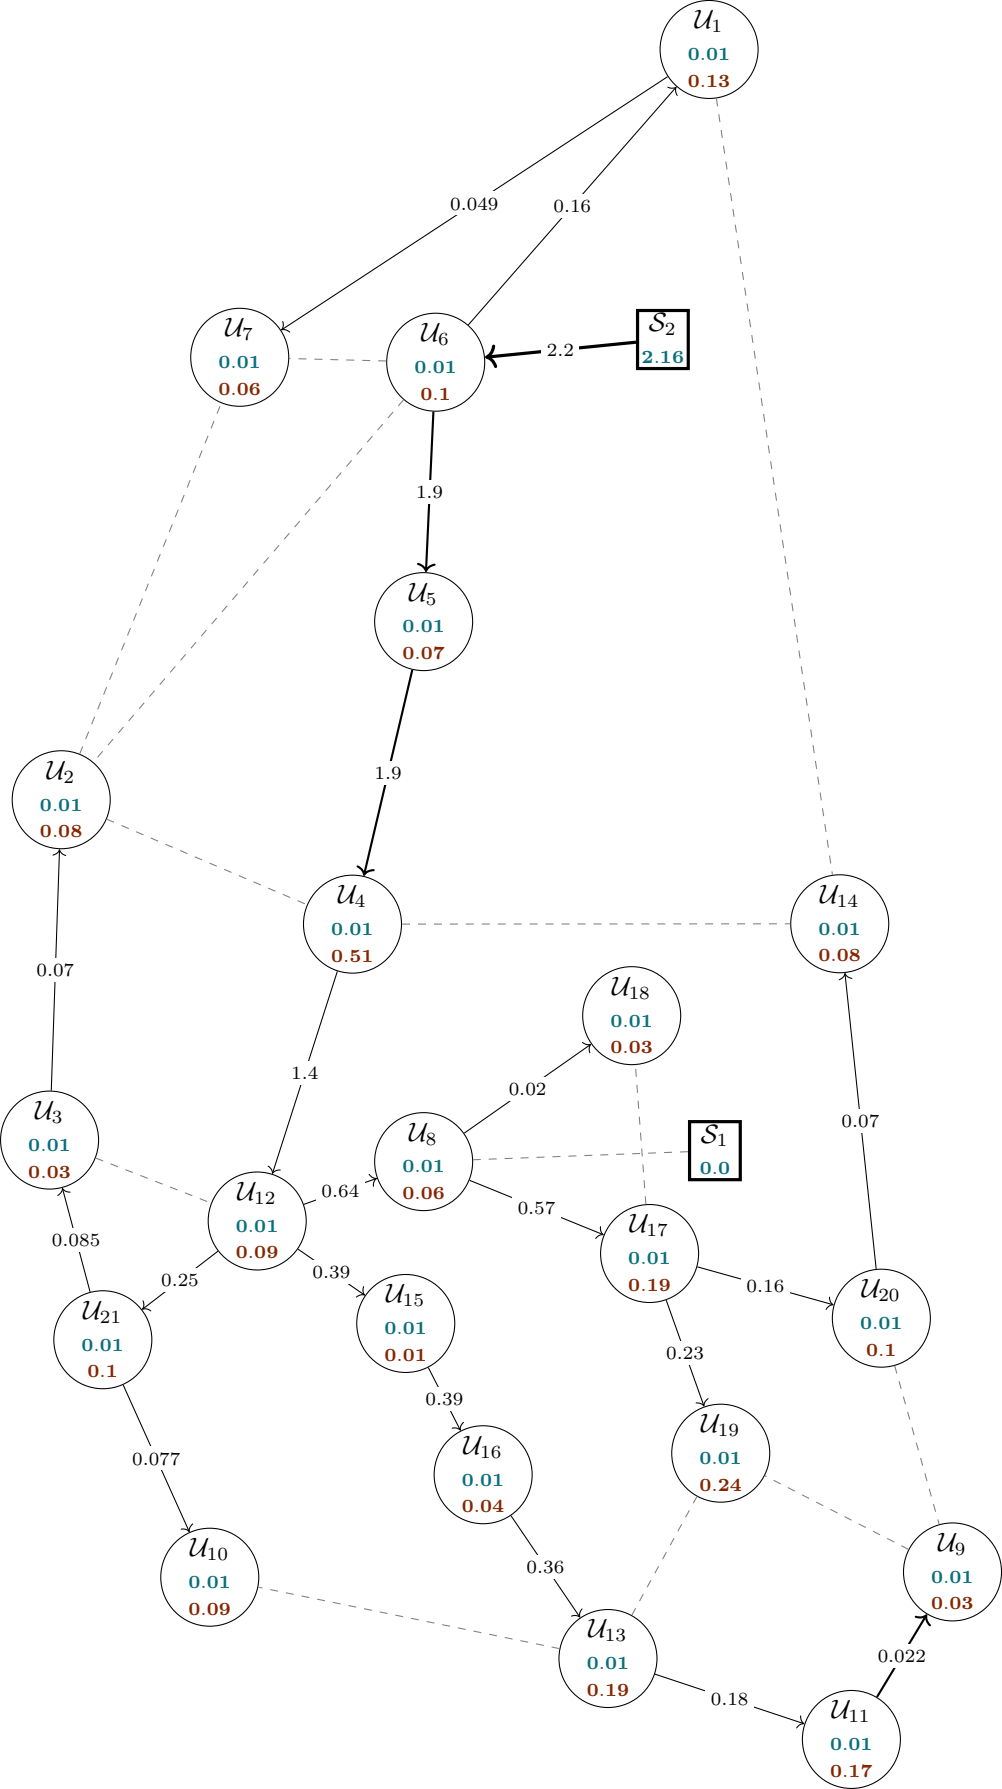 𝒰₁
0.01
0.13
0.049
0.16
𝒰₇
0.01
0.06
𝒰₆
0.01
0.1
2.2
𝒮₂
2.16
1.9
𝒰₅
0.01
0.07
1.9
𝒰₂
0.01
0.08
𝒰₄
0.01
0.51
𝒰₁₄
0.01
0.08
0.07
𝒰₁₈
0.01
0.03
1.4
0.02
0.07
𝒰₃
0.01
0.03
𝒰₈
0.01
0.06
𝒮₁
0.0
𝒰₁₂
0.01
0.09
0.64
0.57
𝒰₁₇
0.01
0.19
0.085
0.25
0.39
0.16
𝒰₂₀
0.01
0.1
𝒰₂₁
0.01
0.1
𝒰₁₅
0.01
0.01
0.23
0.39
𝒰₁₉
0.01
0.24
0.077
𝒰₁₆
0.01
0.04
𝒰₁₀
0.01
0.09
0.36
𝒰₉
0.01
0.03
𝒰₁₃
0.01
0.19
0.022
0.18
𝒰₁₁
0.01
0.17